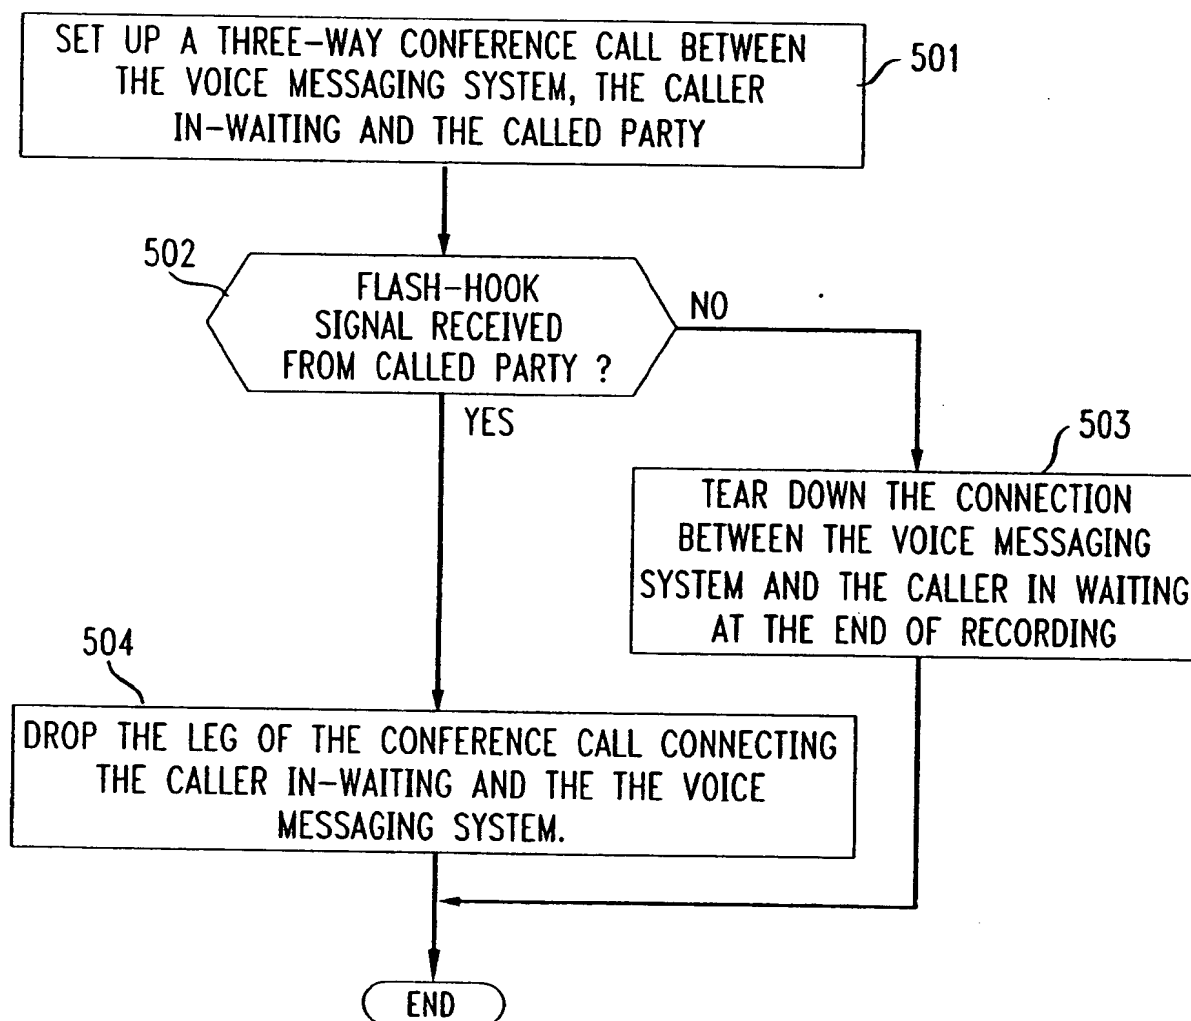 SET UP A THREE-WAY CONFERENCE CALL BETWEEN
THE VOICE MESSAGING SYSTEM, THE CALLER
IN-WAITING AND THE CALLED PARTY
501
502
FLASH-HOOK
SIGNAL RECEIVED
FROM CALLED PARTY ?
NO
YES
503
TEAR DOWN THE CONNECTION
BETWEEN THE VOICE MESSAGING
SYSTEM AND THE CALLER IN WAITING
AT THE END OF RECORDING
504
DROP THE LEG OF THE CONFERENCE CALL CONNECTING
THE CALLER IN-WAITING AND THE THE VOICE
MESSAGING SYSTEM.
END